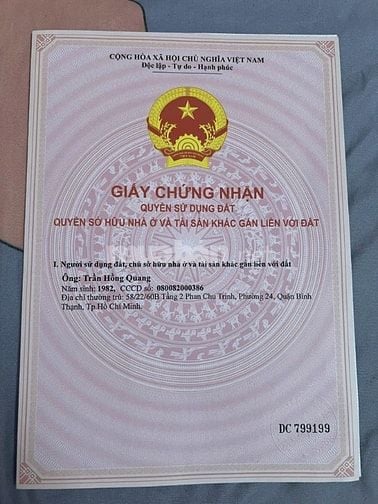 CỘNG HÒA XÃ HỘI CHỦ NGHĨA VIỆT NAM
Độc lập - Tự do - Hạnh phúc
GIẤY CHỨNG NHẬN
QUYỀN SỬ DỤNG ĐẤT
QUYỀN SỞ HỮU NHÀ Ở VÀ TÀI SẢN KHÁC GẮN LIỀN VỚI ĐẤT
I. Người sử dụng đất, chủ sở hữu nhà ở và tài sản khác gắn liền với đất
Ông: Trần Hồng Quang
Năm sinh: 1982, CCCD số: 080082000386
Địa chỉ thường trú: 58/22/60B Tầng 2 Phan Chu Trinh, Phường 24, Quận Bình
Thạnh, Tp.Hồ Chí Minh.
DC 799199